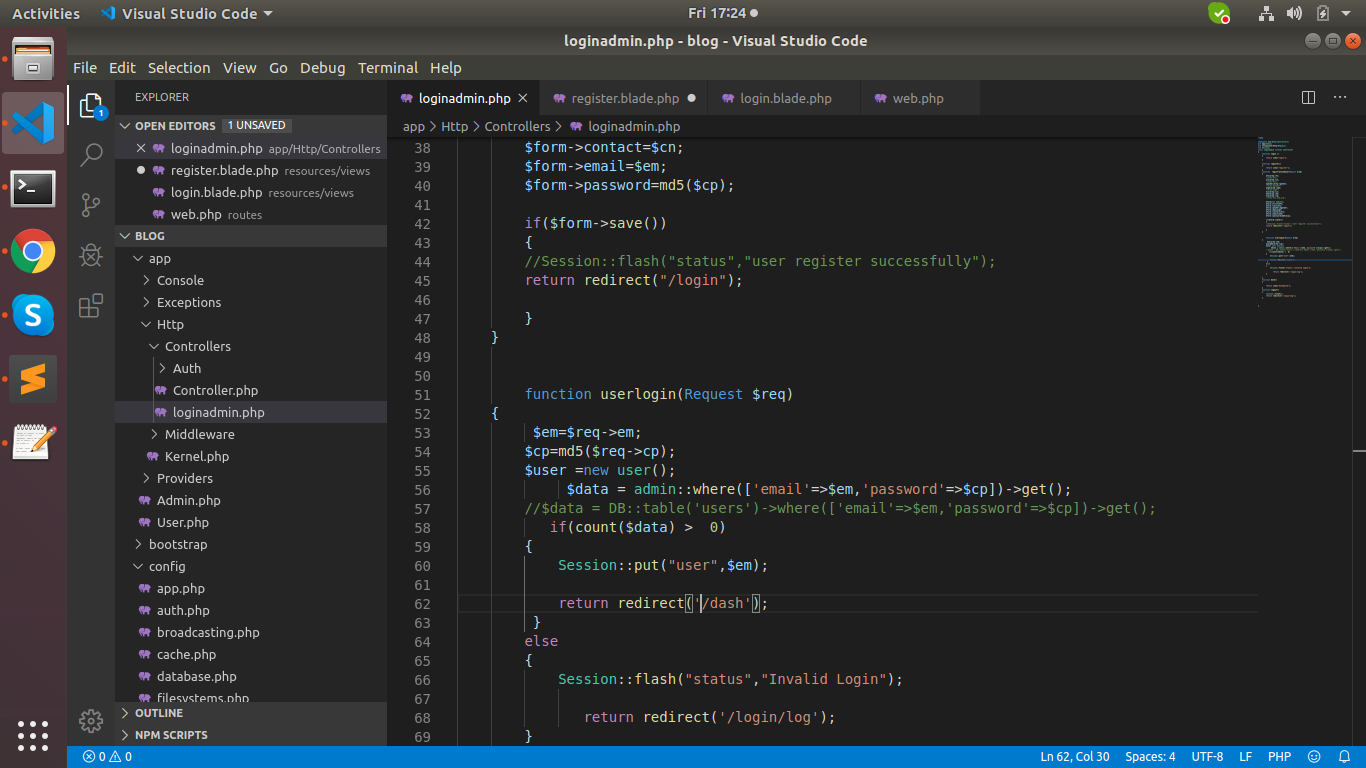 Activities Visual Studio Code Fri 17:24
loginadmin.php - blog - Visual Studio Code
File Edit Selection View Go Debug Terminal Help
1
EXPLORER
OPEN EDITORS 1 UNSAVED
loginadmin.php app/Http/Controllers
register.blade.php resources/views
login.blade.php resources/views
web.php routes
BLOG
app
Console
Exceptions
Http
Controllers
Auth
Controller.php
loginadmin.php
Middleware
Kernel.php
Providers
Admin.php
User.php
bootstrap
config
app.php
auth.php
broadcasting.php
cache.php
database.php
filesystems.php
OUTLINE
NPM SCRIPTS
loginadmin.php register.blade.php login.blade.php web.php
app > Http > Controllers > loginadmin.php
38 $form->contact=$cn;
39 $form->email=$em;
40 $form->password=md5($cp);
41
42 if($form->save())
43 {
44 //Session::flash("status","user register successfully");
45 return redirect("/login");
46
47 }
48 }
49
50
51 function userlogin(Request $req)
52 {
53 $em=$req->em;
54 $cp=md5($req->cp);
55 $user =new user();
56 $data = admin::where(['email'=>$em,'password'=>$cp])->get();
57 //$data = DB::table('users')->where(['email'=>$em,'password'=>$cp])->get();
58 if(count($data) > 0)
59 {
60 Session::put("user",$em);
61
62 return redirect('/dash');
63 }
64 else
65 {
66 Session::flash("status","Invalid Login");
67
68 return redirect('/login/log');
69 }
0 0 Ln 62, Col 30 Spaces: 4 UTF-8 LF PHP